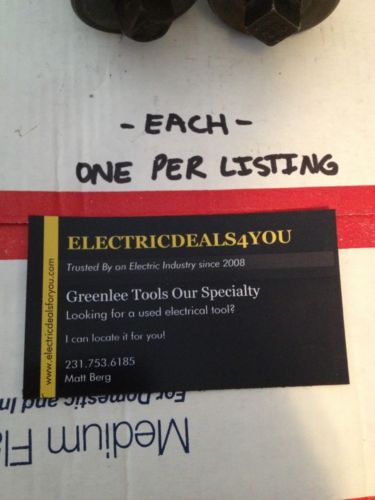 - EACH -
ONE PER LISTING
ELECTRICDEALS4YOU
Trusted By an Electric Industry since 2008
Greenlee Tools Our Specialty
Looking for a used electrical tool?
I can locate it for you!
231.753.6185
Matt Berg
www.electricdealsforyou.com
For Domestic and In
Medium Fl